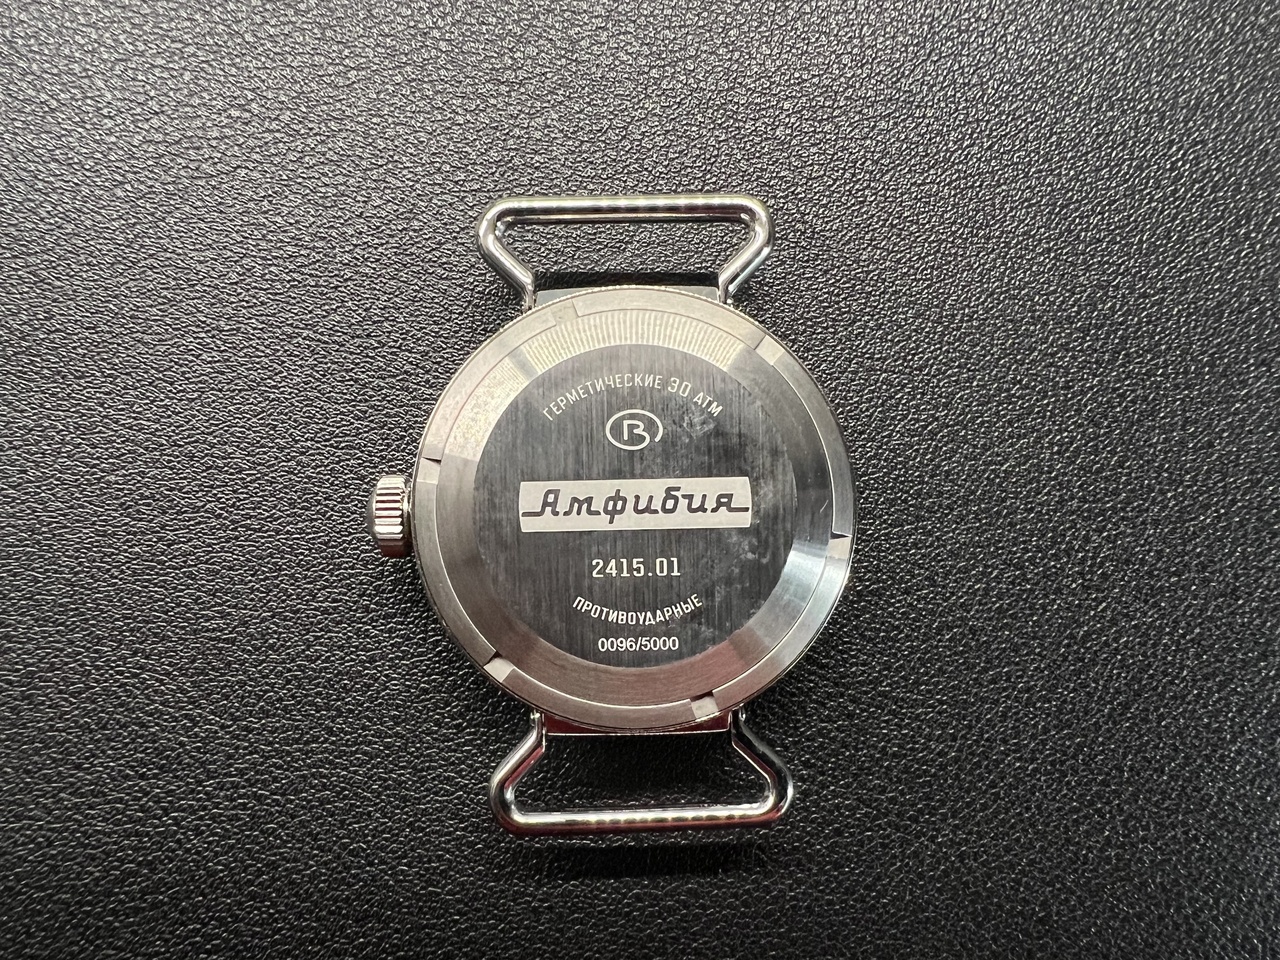 ГЕРМЕТИЧЕСКИЕ 30 АТМ
В
Амфибия
2415.01
ПРОТИВОУДАРНЫЕ
0096/5000